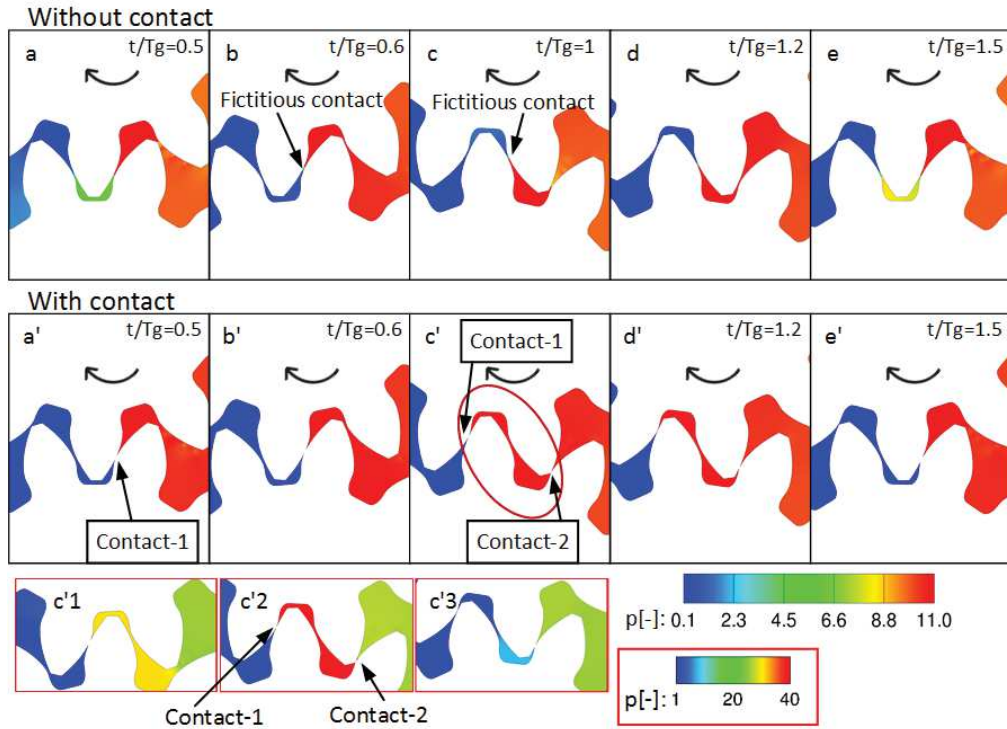 Without contact
a t/Tg=0.5 b t/Tg=0.6 c t/Tg=1 d t/Tg=1.2 e t/Tg=1.5
Fictitious contact Fictitious contact
With contact
a' t/Tg=0.5 b' t/Tg=0.6 c' d' t/Tg=1.2 e' t/Tg=1.5
Contact-1
Contact-1 Contact-2
c'1 c'2 c'3
p[-]: 0.1 2.3 4.5 6.6 8.8 11.0
p[-]: 1 20 40
Contact-1 Contact-2